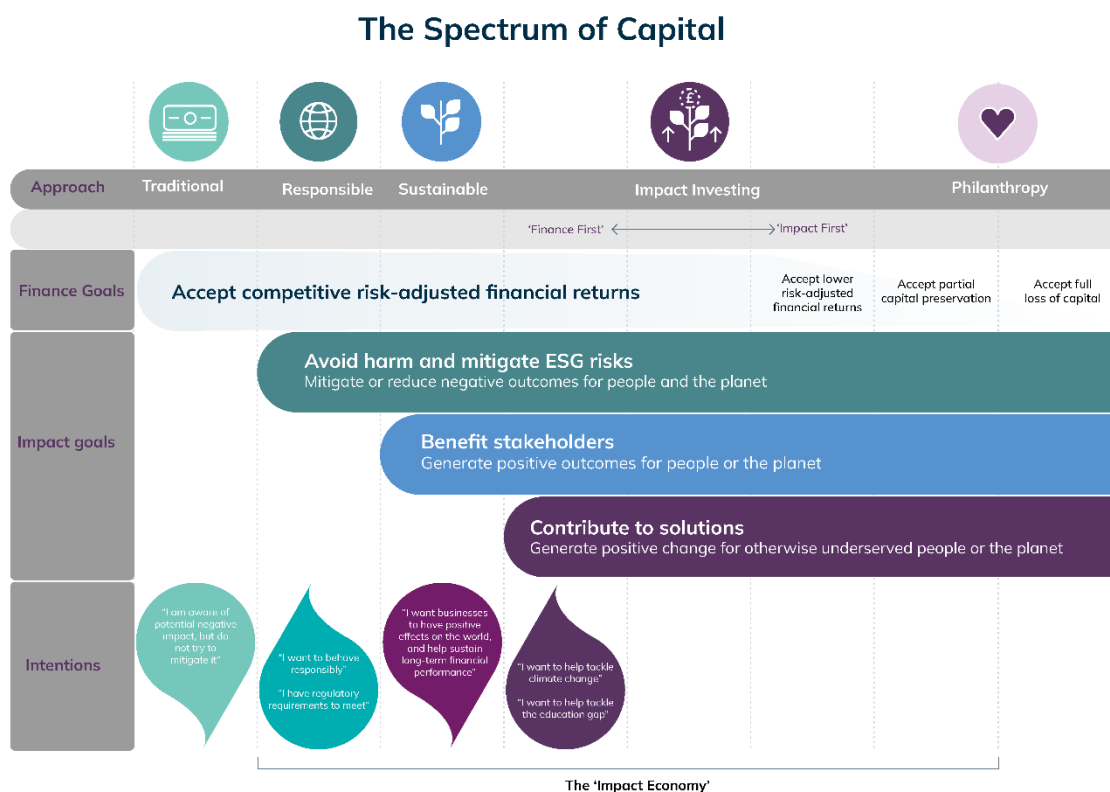 The Spectrum of Capital
£
Approach
Traditional
Responsible
Sustainable
Impact Investing
Philanthropy
‘Finance First’
‘Impact First’
Finance Goals
Accept competitive risk-adjusted financial returns
Accept lower
risk-adjusted
financial returns
Accept partial
capital preservation
Accept full
loss of capital
Impact goals
Avoid harm and mitigate ESG risks
Mitigate or reduce negative outcomes for people and the planet
Benefit stakeholders
Generate positive outcomes for people or the planet
Contribute to solutions
Generate positive change for otherwise underserved people or the planet
Intentions
“I am aware of
potential negative
impact, but do
not try to
mitigate it”
“I want to behave
responsibly”
“I have regulatory
requirements to meet”
“I want businesses
to have positive
effects on the world,
and help sustain
long-term financial
performance”
“I want to help tackle
climate change”
“I want to help tackle
the education gap”
The ‘Impact Economy’